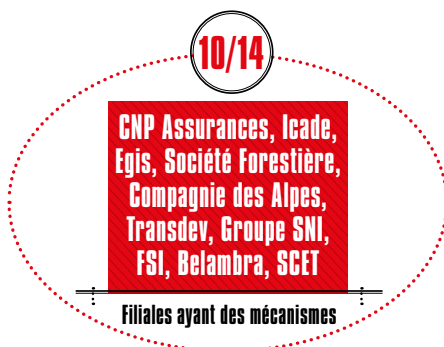 10/14
CNP Assurances, Icade,
Egis, Société Forestière,
Compagnie des Alpes,
Transdev, Groupe SNI,
FSI, Belambra, SCET
Filiales ayant des mécanismes